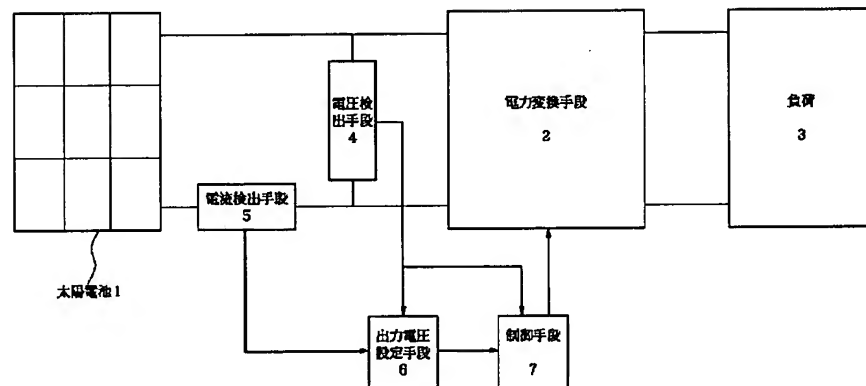 電圧検
出手段
4
電力変換手段
2
負荷
3
電流検出手段
5
太陽電池1
出力電圧
設定手段
6
制御手段
7